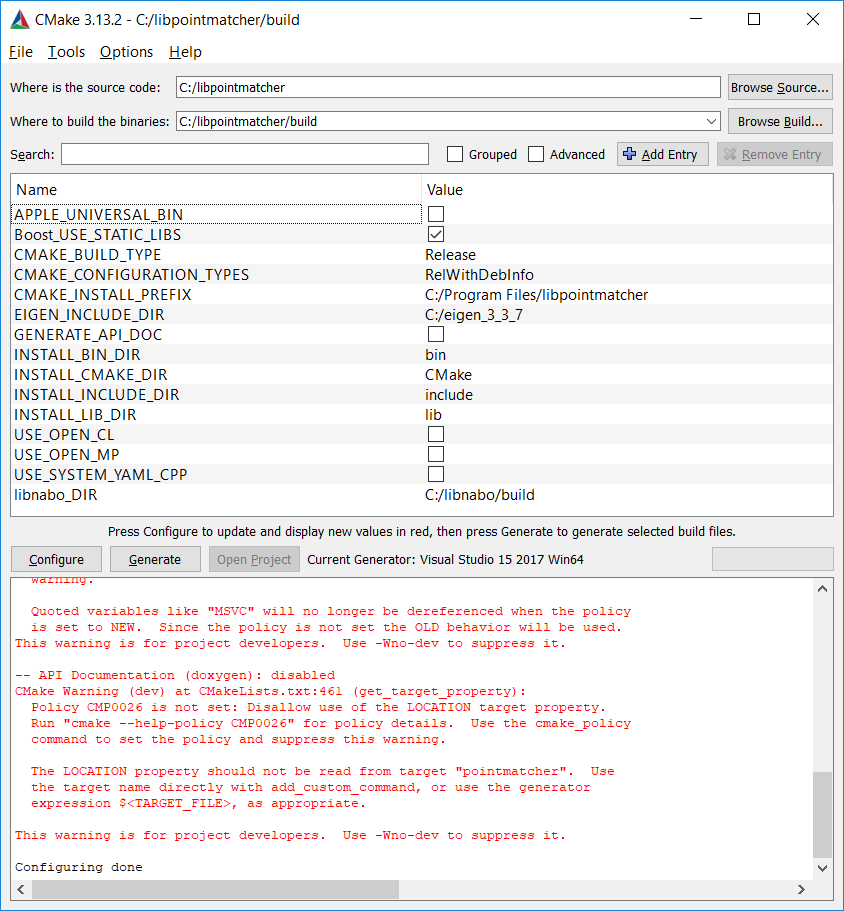 CMake 3.13.2 - C:/libpointmatcher/build
File Tools Options Help
Where is the source code: C:/libpointmatcher Browse Source...
Where to build the binaries: C:/libpointmatcher/build Browse Build...
Search: Grouped Advanced Add Entry Remove Entry
Name Value
APPLE_UNIVERSAL_BIN
Boost_USE_STATIC_LIBS
CMAKE_BUILD_TYPE Release
CMAKE_CONFIGURATION_TYPES RelWithDebInfo
CMAKE_INSTALL_PREFIX C:/Program Files/libpointmatcher
EIGEN_INCLUDE_DIR C:/eigen_3_3_7
GENERATE_API_DOC
INSTALL_BIN_DIR bin
INSTALL_CMAKE_DIR CMake
INSTALL_INCLUDE_DIR include
INSTALL_LIB_DIR lib
USE_OPEN_CL
USE_OPEN_MP
USE_SYSTEM_YAML_CPP
libnabo_DIR C:/libnabo/build
Press Configure to update and display new values in red, then press Generate to generate selected build files.
Configure Generate Open Project Current Generator: Visual Studio 15 2017 Win64
warning.
Quoted variables like "MSVC" will no longer be dereferenced when the policy
is set to NEW. Since the policy is not set the OLD behavior will be used.
This warning is for project developers. Use -Wno-dev to suppress it.
-- API Documentation (doxygen): disabled
CMake Warning (dev) at CMakeLists.txt:461 (get_target_property):
Policy CMP0026 is not set: Disallow use of the LOCATION target property.
Run "cmake --help-policy CMP0026" for policy details. Use the cmake_policy
command to set the policy and suppress this warning.
The LOCATION property should not be read from target "pointmatcher". Use
the target name directly with add_custom_command, or use the generator
expression $<TARGET_FILE>, as appropriate.
This warning is for project developers. Use -Wno-dev to suppress it.
Configuring done